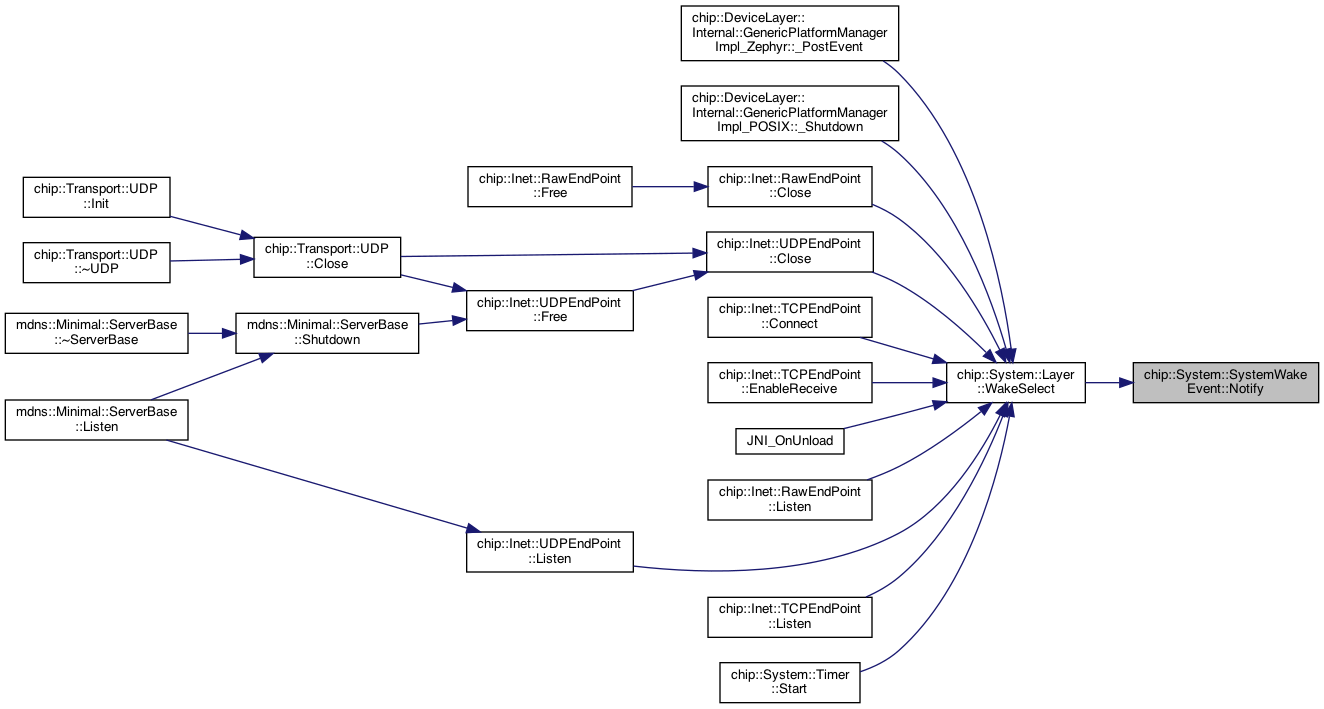 chip::DeviceLayer::
Internal::GenericPlatformManager
Impl_Zephyr::_PostEvent
chip::DeviceLayer::
Internal::GenericPlatformManager
Impl_POSIX::_Shutdown
chip::Inet::RawEndPoint
::Free
chip::Inet::RawEndPoint
::Close
chip::Transport::UDP
::Init
chip::Transport::UDP
::~UDP
chip::Transport::UDP
::Close
chip::Inet::UDPEndPoint
::Close
chip::Inet::UDPEndPoint
::Free
chip::Inet::TCPEndPoint
::Connect
mdns::Minimal::ServerBase
::~ServerBase
mdns::Minimal::ServerBase
::Shutdown
chip::Inet::TCPEndPoint
::EnableReceive
chip::System::Layer
::WakeSelect
chip::System::SystemWake
Event::Notify
mdns::Minimal::ServerBase
::Listen
JNI_OnUnload
chip::Inet::RawEndPoint
::Listen
chip::Inet::UDPEndPoint
::Listen
chip::Inet::TCPEndPoint
::Listen
chip::System::Timer
::Start